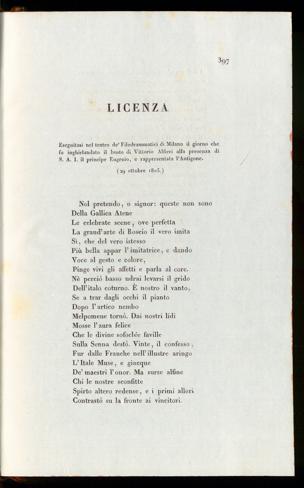 397
LICENZA
Eseguitasi nel teatro de' Filodrammatici di Milano il giorno che
fu inghirlandato il busto di Vittorio Alfieri alla presenza di
S. A. I. il principe Eugenio, e rappresentata l'Antigone.
(29 ottobre 1805.)
Nol pretendo, o signor: queste non sono
Della Gallica Atene
Le celebrate scene, ove perfetta
La grand'arte di Roscio il vero imita
Sì, che del vero istesso
Più bella appar l'imitatrice, e dando
Voce al gesto e colore,
Pinge vivi gli affetti e parla al core.
Nè perciò basso udrai levarsi il grido
Dell'italo coturno. È nostro il vanto,
Se a trar dagli occhi il pianto
Dopo l'artico nembo
Melpomene tornò. Dai nostri lidi
Mosse l'aura felice
Che le divine sofoclee faville
Sulla Senna destò. Vinte, il confesso,
Fur dalle Franche nell'illustre aringo
L'Itale Muse, e giacque
De' maestri l'onor. Ma surse alfine
Chi le nostre sconfitte
Spirto altero redense, e i primi allori
Contrastò su la fronte ai vincitori.